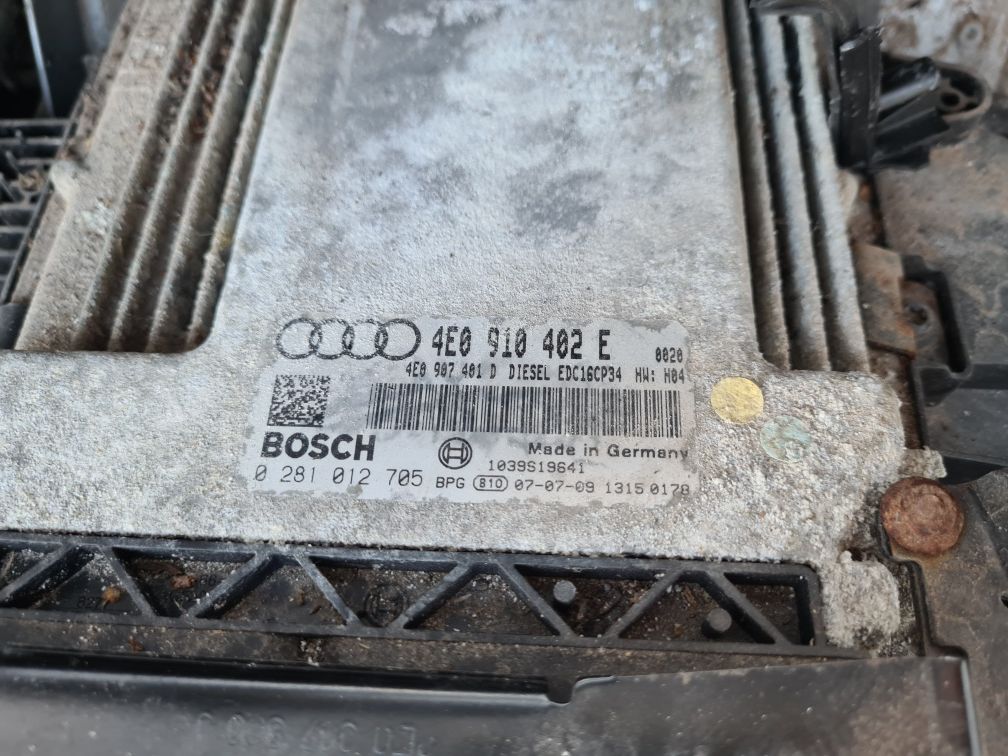 4E0 910 402 E 0020
4E0 907 401 D DIESEL EDC16CP34 HW: H04
BOSCH Made in Germany
1039S19641
0 281 012 705 BPG 810 07-07-09 1315 0178